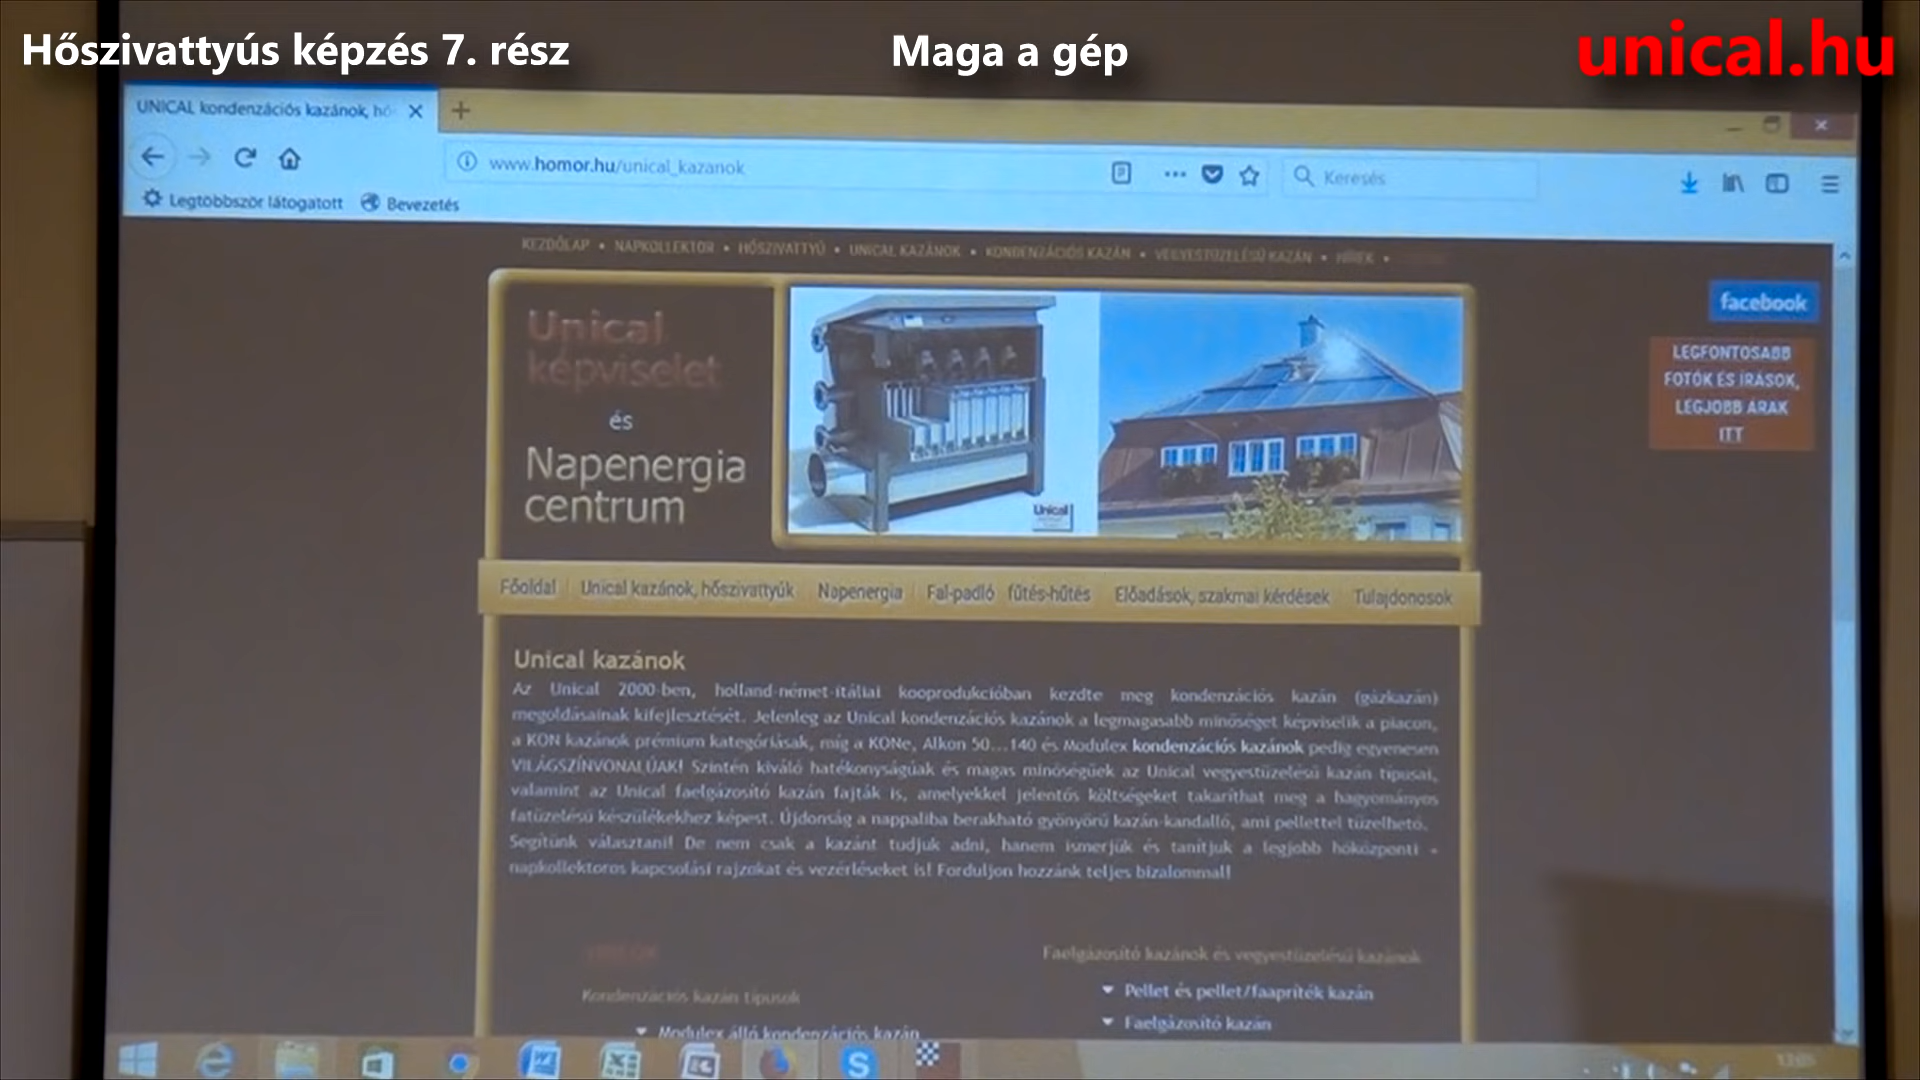 Hőszivattyús képzés 7. rész
Maga a gép
unical.hu
UNICAL kondenzációs kazánok, hő
www.homor.hu/unical_kazanok
Keresés
Legtöbbször látogatott
Bevezetés
KEZDŐLAP • NAPKOLLEKTOR • HŐSZIVATTYÚ • UNICAL KAZÁNOK • KONDENZÁCIÓS KAZÁN • VEGYESTÜZELÉSŰ KAZÁN • HÍREK •
facebook
LEGFONTOSABB
FOTÓK ÉS ÍRÁSOK,
LEGJOBB ÁRAK
ITT
Unical
képviselet
és
Napenergia
centrum
Unical
Főoldal
Unical kazánok, hőszivattyúk
Napenergia
Fal-padló fűtés-hűtés
Előadások, szakmai kérdések
Tulajdonosok
Unical kazánok
Az Unical 2000-ben, holland-német-itáliai kooprodukcióban kezdte meg kondenzációs kazán (gázkazán)
megoldásainak kifejlesztését. Jelenleg az Unical kondenzációs kazánok a legmagasabb minőséget képviselik a piacon,
a KON kazánok prémium kategóriásak, míg a KONe, Alkon 50...140 és Modulex kondenzációs kazánok pedig egyenesen
VILÁGSZÍNVONALÚAK! Szintén kiváló hatékonyságúak és magas minőségűek az Unical vegyestüzelésű kazán típusai,
valamint az Unical faelgázosító kazán fajták is, amelyekkel jelentős költségeket takaríthat meg a hagyományos
fatüzelésű készülékekhez képest. Újdonság a nappaliba berakható gyönyörű kazán-kandalló, ami pellettel tüzelhető.
Segítünk választani! De nem csak a kazánt tudjuk adni, hanem ismerjük és tanítjuk a legjobb hőközponti -
napkollektoros kapcsolási rajzokat és vezérléseket is! Forduljon hozzánk teljes bizalommal!
Kondenzációs kazán típusok
Modulex álló kondenzációs kazán
Faelgázosító kazánok és vegyestüzelésű kazánok
Pellet és pellet/faapríték kazán
Faelgázosító kazán
13:05